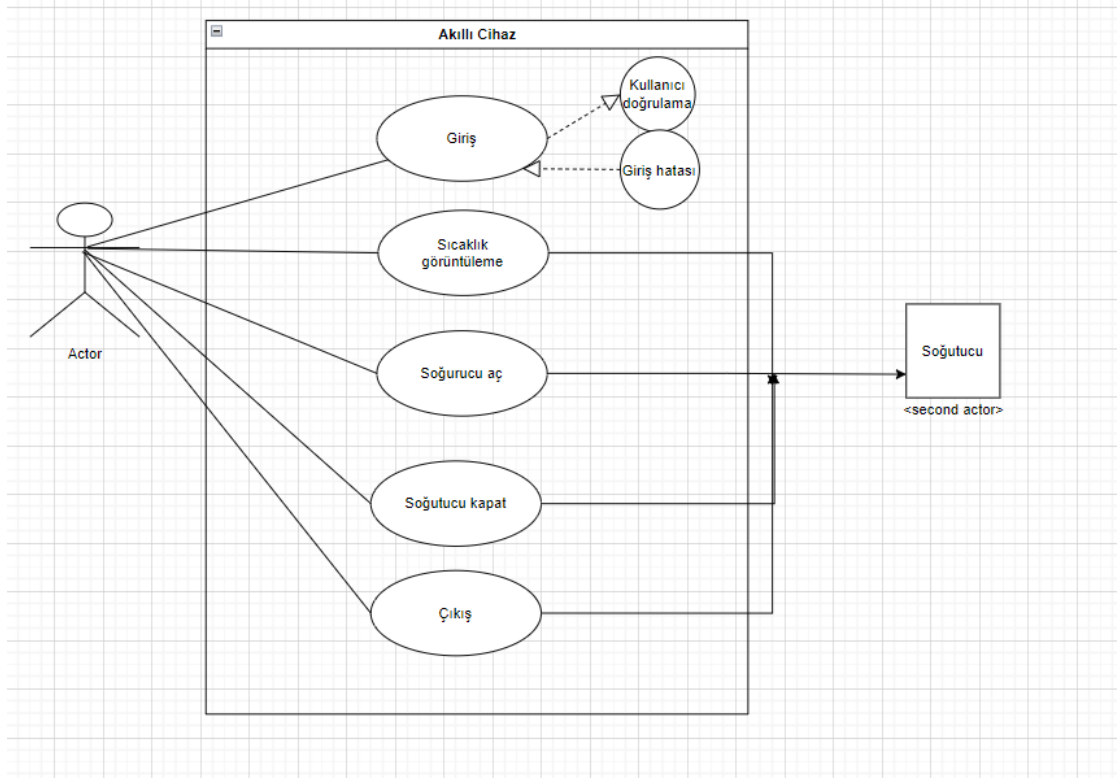 Akıllı Cihaz
Kullanıcı
doğrulama
Giriş
Giriş hatası
Sıcaklık
görüntüleme
Actor
Soğurucu aç
Soğutucu
<second actor>
Soğutucu kapat
Çıkış